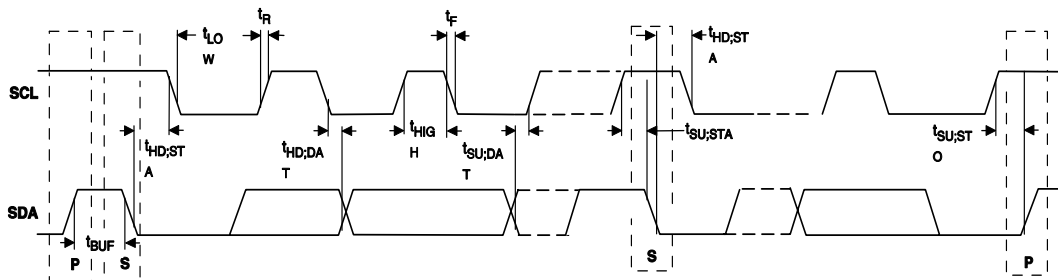 tR
tF
tLO
W
tHD;ST
A
SCL
tHD;ST
A
tHD;DA
T
tHIG
H
tSU;DA
T
tSU;STA
tSU;ST
O
SDA
tBUF
P
S
S
P